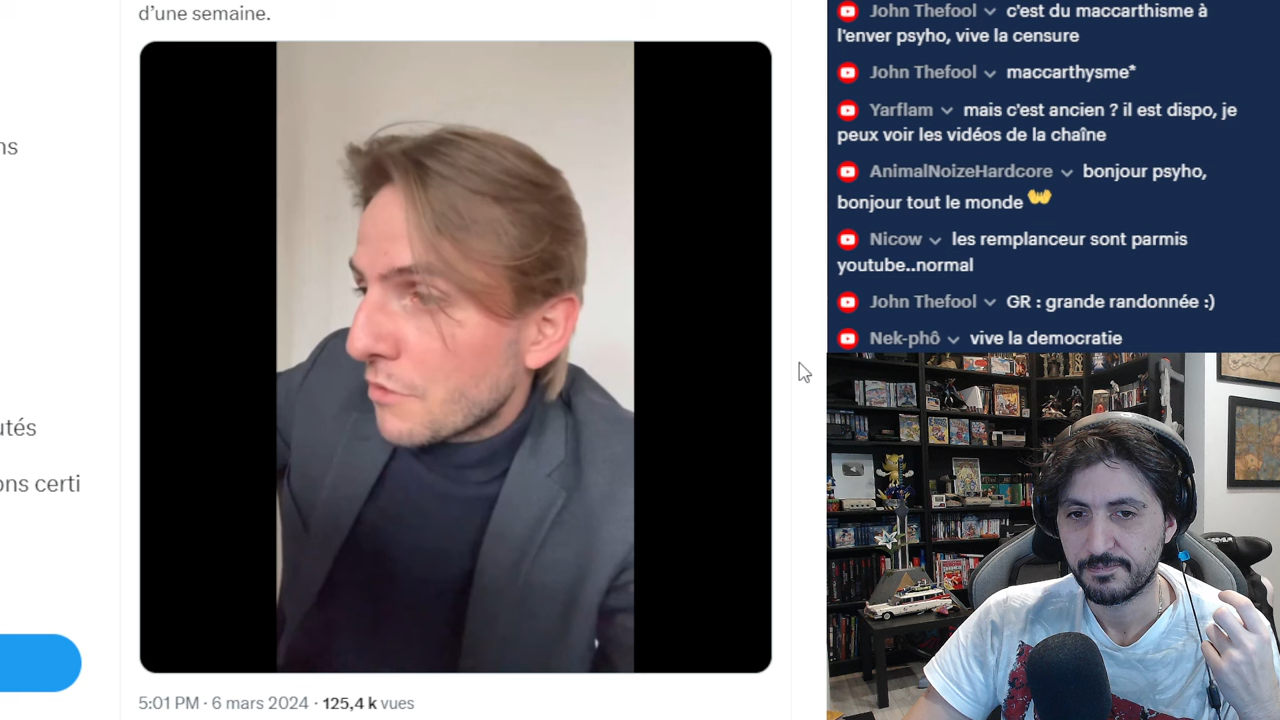 d'une semaine.
ns
utés
ons certi
5:01 PM · 6 mars 2024 · 125,4 k vues
John Thefool c'est du maccarthisme à
l'enver psyho, vive la censure
John Thefool maccarthysme*
Yarflam mais c'est ancien ? il est dispo, je
peux voir les vidéos de la chaîne
AnimalNoizeHardcore bonjour psyho,
bonjour tout le monde
Nicow les remplanceur sont parmis
youtube..normal
John Thefool GR : grande randonnée :)
Nek-phô vive la democratie